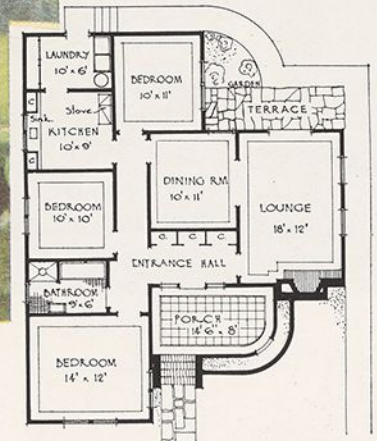 LAUNDRY
10' x 6'
BEDROOM
10' x 11'
GARDEN
TERRACE
C
Sink
Stove
KITCHEN
10' x 9'
C
DINING RM
10' x 11'
LOUNGE
18' x 12'
BEDROOM
10' x 10'
C C C
ENTRANCE HALL
BATHROOM
9' x 6'
PORCH
14' 6" x 8'
BEDROOM
14' x 12'